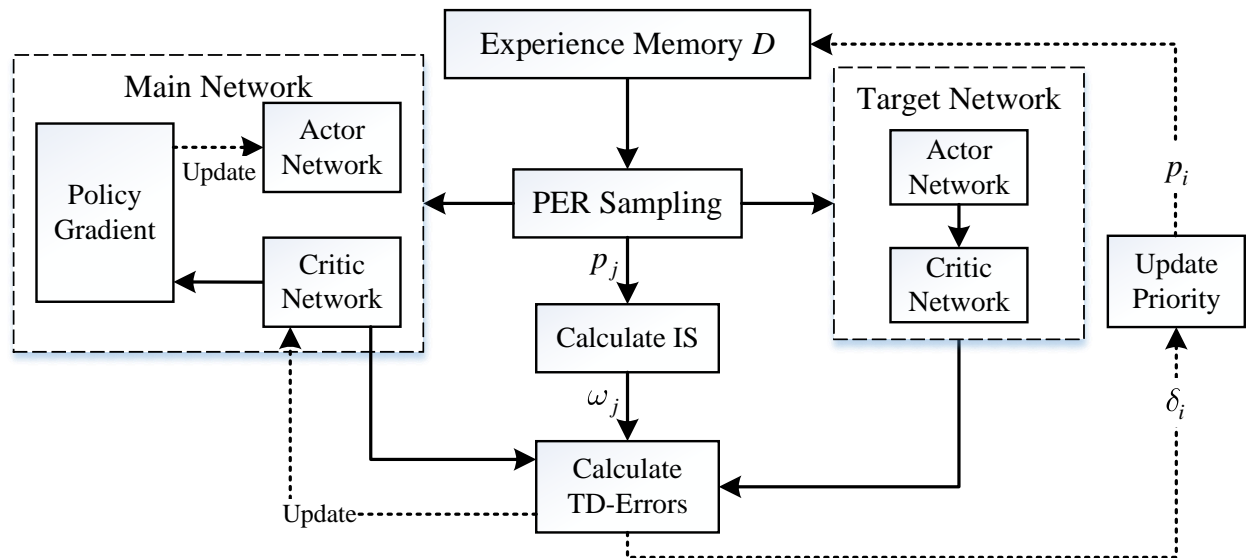 Experience Memory D
Main Network
Target Network
Actor
Network
Policy
Gradient
Update
PER Sampling
Actor
Network
p_i
Critic
Network
p_j
Critic
Network
Update
Priority
Calculate IS
ω_j
δ_i
Calculate
TD-Errors
Update